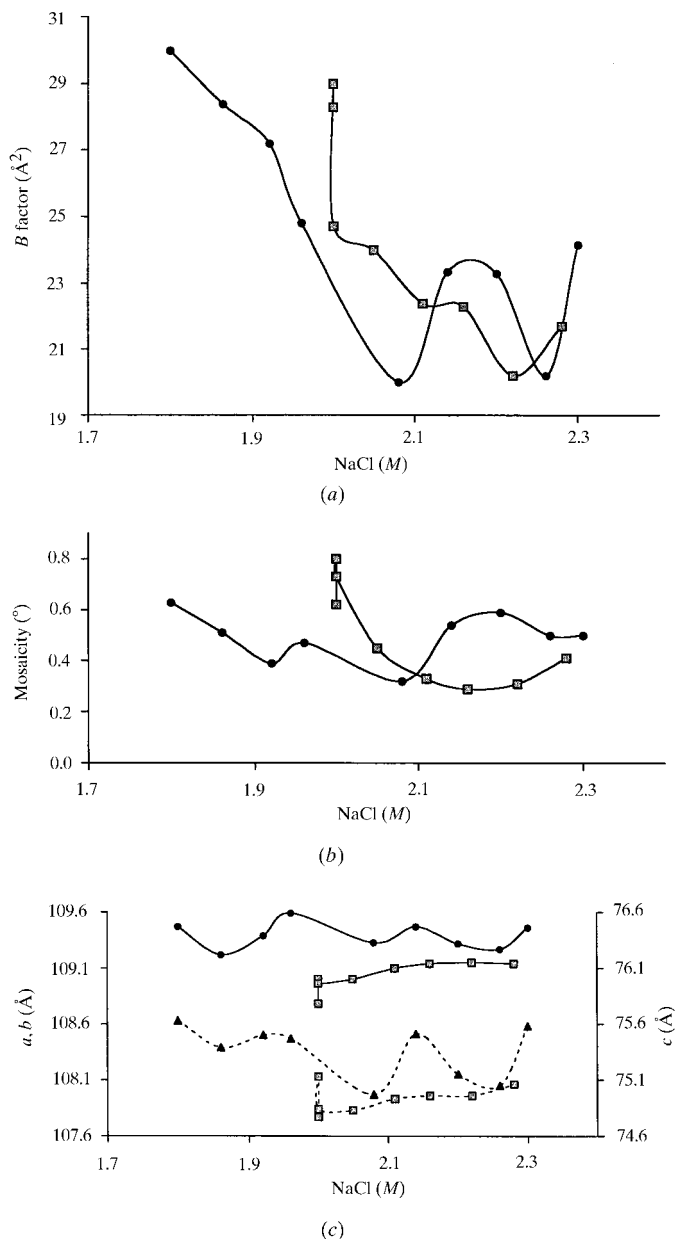 31
29
27
25
23
21
19
B factor (Å²)
1.7 1.9 2.1 2.3
NaCl (M)
(a)
0.8
0.6
0.4
0.2
0.0
Mosaicity (°)
1.7 1.9 2.1 2.3
NaCl (M)
(b)
109.6 76.6
109.1 76.1
108.6 75.6
108.1 75.1
107.6 74.6
a,b (Å)
c (Å)
1.7 1.9 2.1 2.3
NaCl (M)
(c)